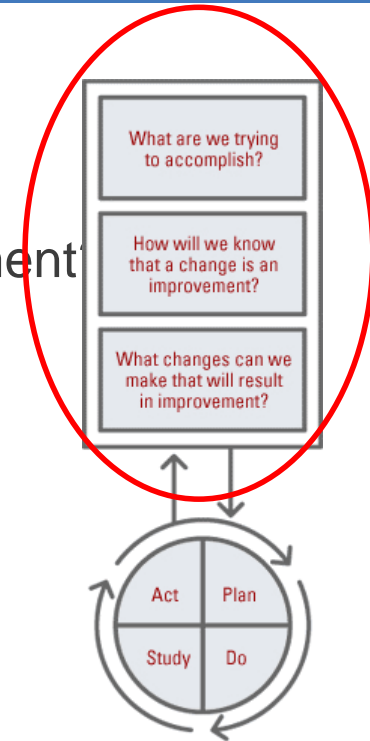 What are we trying
to accomplish?
How will we know
that a change is an
improvement?
What changes can we
make that will result
in improvement?
Act
Plan
Study
Do